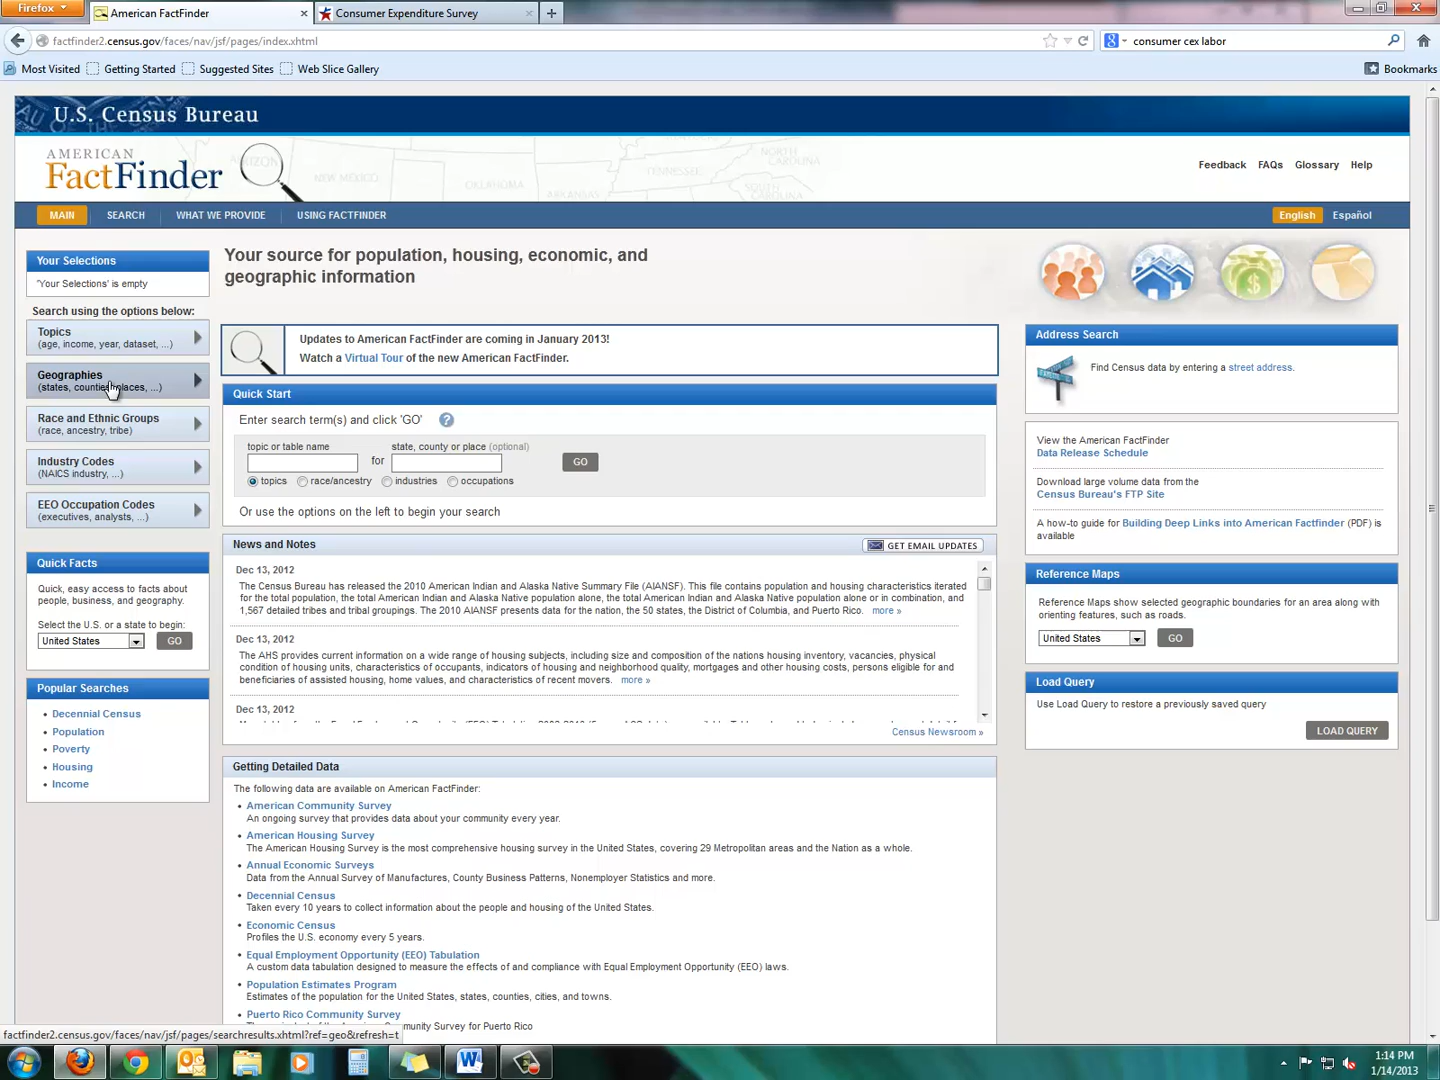 Firefox
American FactFinder
Consumer Expenditure Survey
factfinder2.census.gov/faces/nav/jsf/pages/index.xhtml
consumer cex labor
Most Visited
Getting Started
Suggested Sites
Web Slice Gallery
Bookmarks
U.S. Census Bureau
AMERICAN
FactFinder
ARIZONA
NEW MEXICO
OKLAHOMA
ARKANSAS
TENNESSEE
NORTH
CAROLINA
SOUTH
CAROLINA
Feedback
FAQs
Glossary
Help
MAIN
SEARCH
WHAT WE PROVIDE
USING FACTFINDER
English
Español
Your Selections
'Your Selections' is empty
Search using the options below:
Topics
(age, income, year, dataset, ...)
Geographies
(states, counties, places, ...)
Race and Ethnic Groups
(race, ancestry, tribe)
Industry Codes
(NAICS industry, ...)
EEO Occupation Codes
(executives, analysts, ...)
Quick Facts
Quick, easy access to facts about
people, business, and geography.
Select the U.S. or a state to begin:
United States
GO
Popular Searches
• Decennial Census
• Population
• Poverty
• Housing
• Income
Your source for population, housing, economic, and
geographic information
Updates to American FactFinder are coming in January 2013!
Watch a Virtual Tour of the new American FactFinder.
Quick Start
Enter search term(s) and click 'GO'
?
topic or table name
for
state, county or place (optional)
GO
topics
race/ancestry
industries
occupations
Or use the options on the left to begin your search
News and Notes
GET EMAIL UPDATES
Dec 13, 2012
The Census Bureau has released the 2010 American Indian and Alaska Native Summary File (AIANSF). This file contains population and housing characteristics iterated
for the total population, the total American Indian and Alaska Native population alone, the total American Indian and Alaska Native population alone or in combination, and
1,567 detailed tribes and tribal groupings. The 2010 AIANSF presents data for the nation, the 50 states, the District of Columbia, and Puerto Rico. more »
Dec 13, 2012
The AHS provides current information on a wide range of housing subjects, including size and composition of the nations housing inventory, vacancies, physical
condition of housing units, characteristics of occupants, indicators of housing and neighborhood quality, mortgages and other housing costs, persons eligible for and
beneficiaries of assisted housing, home values, and characteristics of recent movers. more »
Dec 13, 2012
Census Newsroom »
Getting Detailed Data
The following data are available on American FactFinder:
• American Community Survey
An ongoing survey that provides data about your community every year.
• American Housing Survey
The American Housing Survey is the most comprehensive housing survey in the United States, covering 29 Metropolitan areas and the Nation as a whole.
• Annual Economic Surveys
Data from the Annual Survey of Manufactures, County Business Patterns, Nonemployer Statistics and more.
• Decennial Census
Taken every 10 years to collect information about the people and housing of the United States.
• Economic Census
Profiles the U.S. economy every 5 years.
• Equal Employment Opportunity (EEO) Tabulation
A custom data tabulation designed to measure the effects of and compliance with Equal Employment Opportunity (EEO) laws.
• Population Estimates Program
Estimates of the population for the United States, states, counties, cities, and towns.
• Puerto Rico Community Survey
Community Survey for Puerto Rico
Address Search
Find Census data by entering a street address.
View the American FactFinder
Data Release Schedule
Download large volume data from the
Census Bureau's FTP Site
A how-to guide for Building Deep Links into American FactFinder (PDF) is
available
Reference Maps
Reference Maps show selected geographic boundaries for an area along with
orienting features, such as roads.
United States
GO
Load Query
Use Load Query to restore a previously saved query
LOAD QUERY
factfinder2.census.gov/faces/nav/jsf/pages/searchresults.xhtml?ref=geo&refresh=t
1:14 PM
1/14/2013